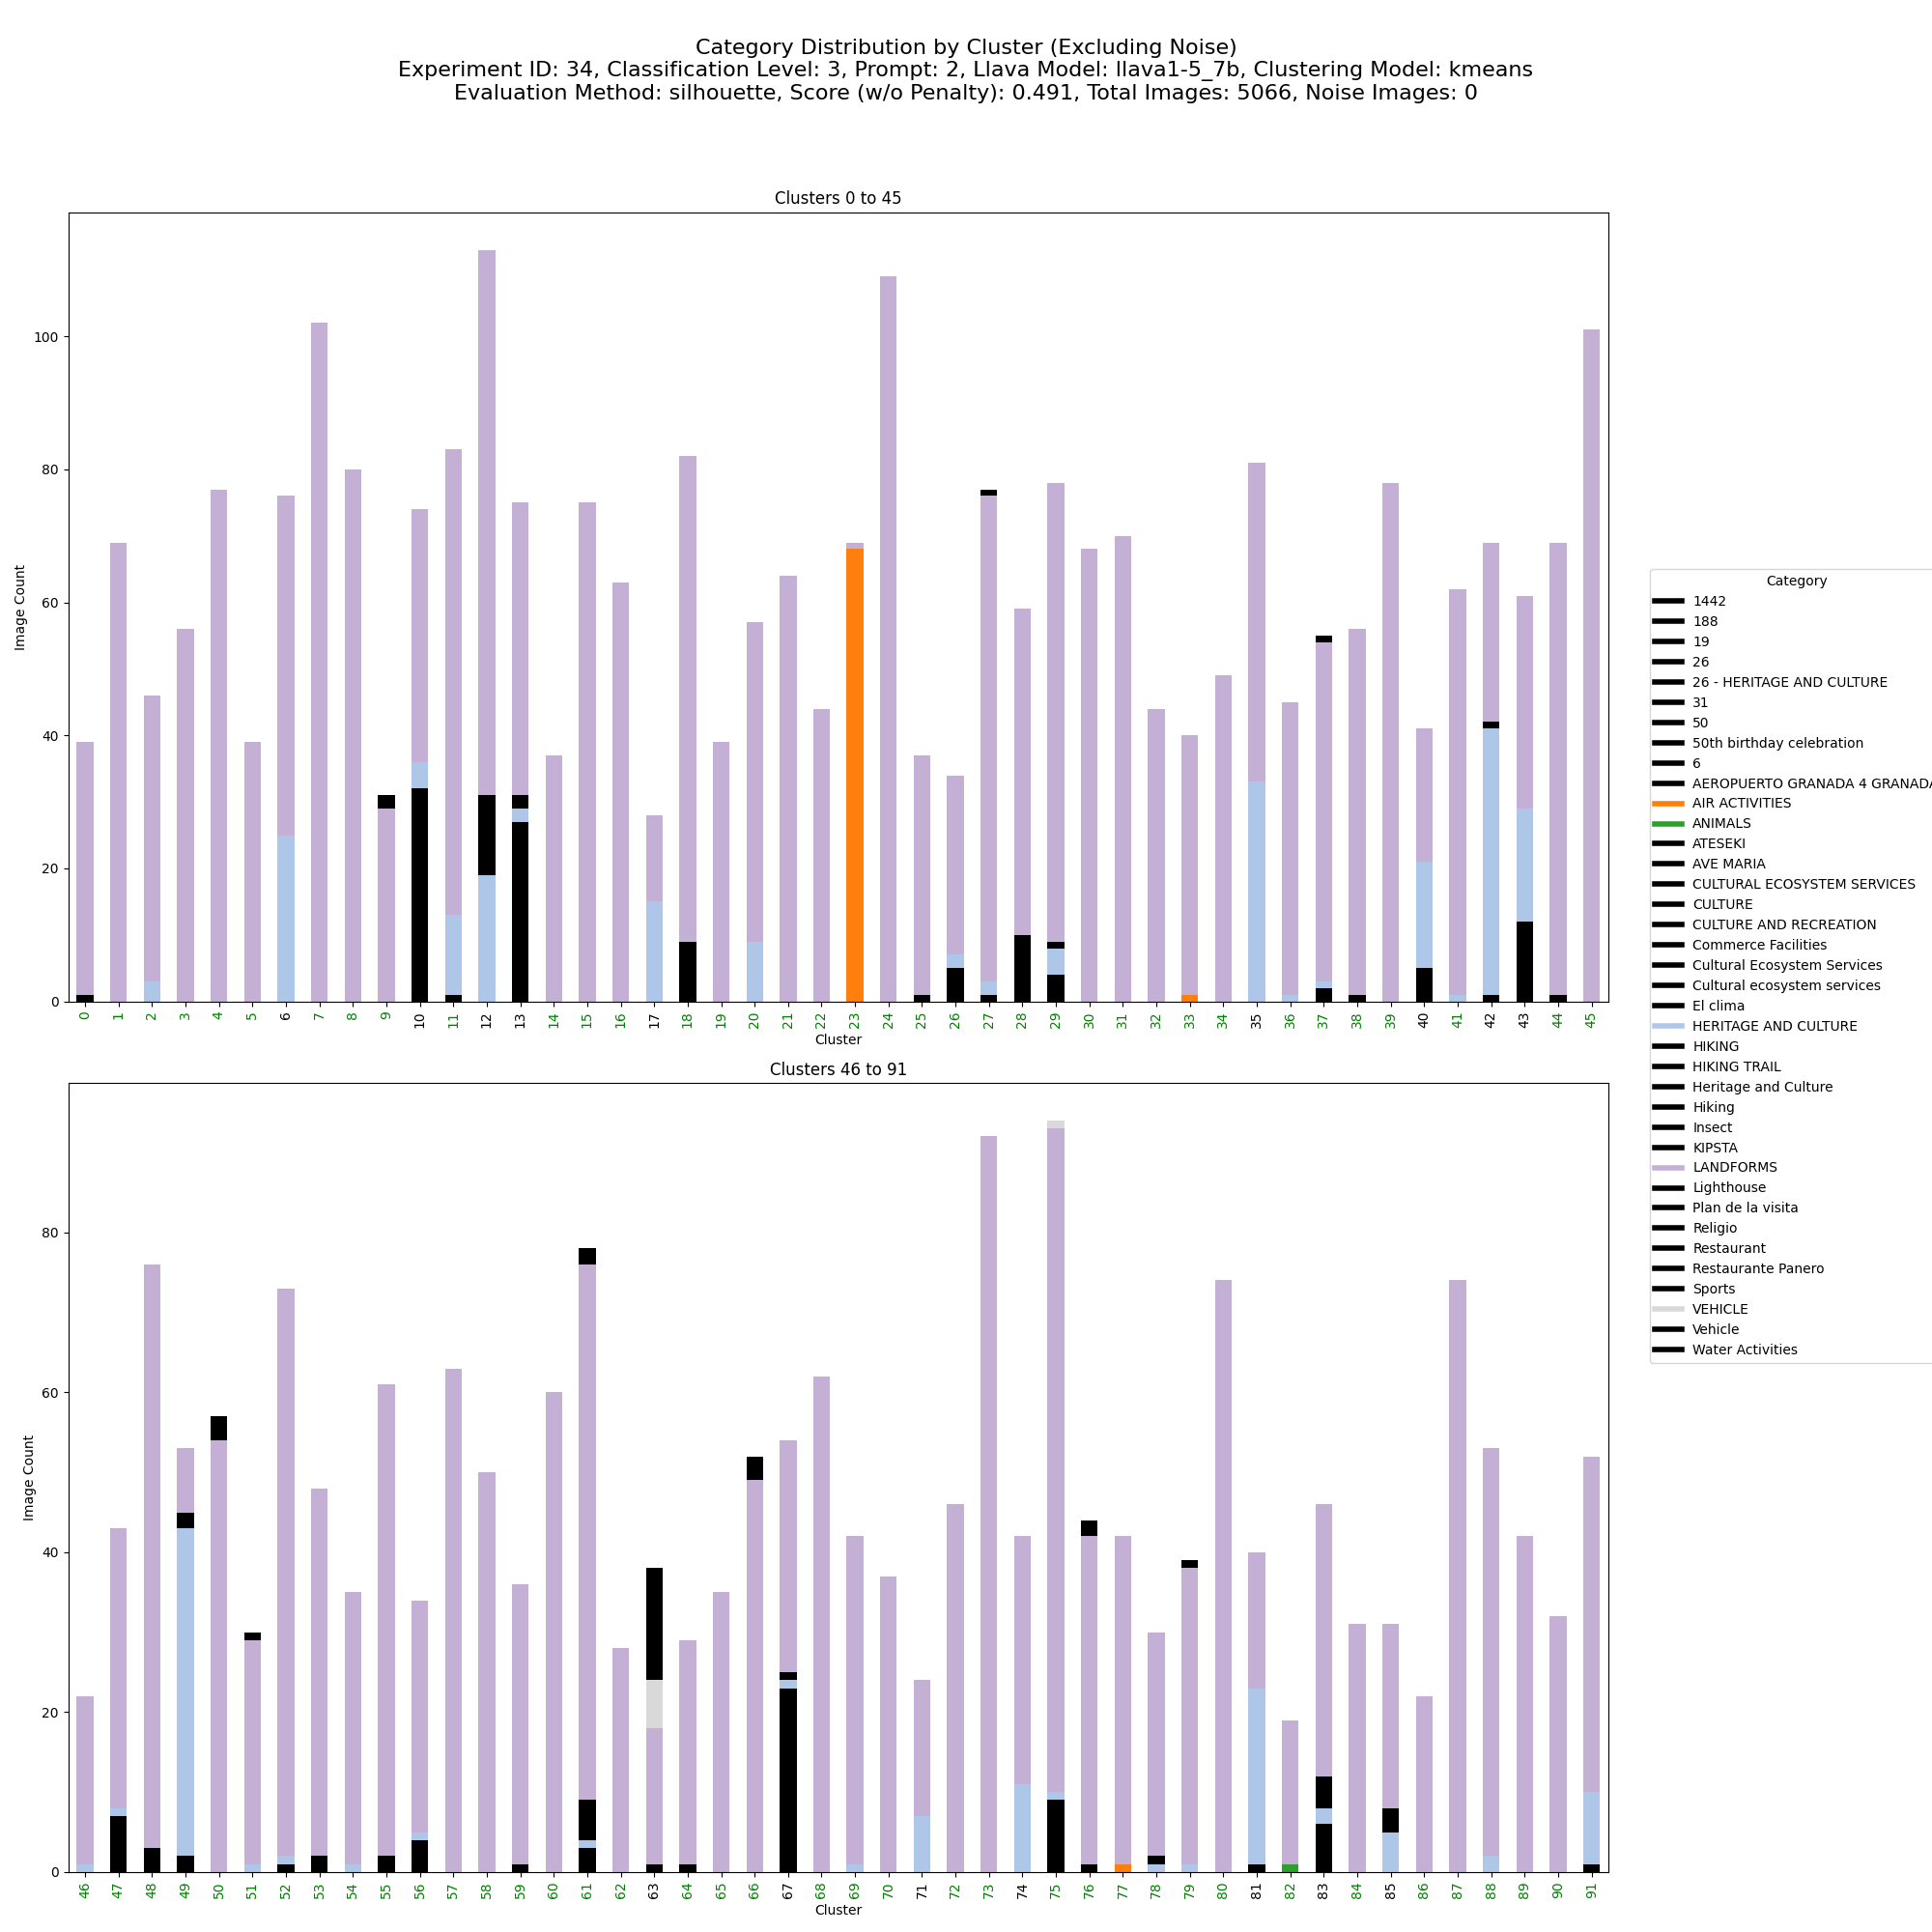 Category Distribution by Cluster (Excluding Noise)
Experiment ID: 34, Classification Level: 3, Prompt: 2, Llava Model: llava1-5_7b, Clustering Model: kmeans
Evaluation Method: silhouette, Score (w/o Penalty): 0.491, Total Images: 5066, Noise Images: 0
Clusters 0 to 45
Image Count
100
80
60
40
20
0
0 1 2 3 4 5 6 7 8 9 10 11 12 13 14 15 16 17 18 19 20 21 22 23 24 25 26 27 28 29 30 31 32 33 34 35 36 37 38 39 40 41 42 43 44 45
Cluster
Clusters 46 to 91
Image Count
80
60
40
20
0
46 47 48 49 50 51 52 53 54 55 56 57 58 59 60 61 62 63 64 65 66 67 68 69 70 71 72 73 74 75 76 77 78 79 80 81 82 83 84 85 86 87 88 89 90 91
Cluster
Category
1442
188
19
26
26 - HERITAGE AND CULTURE
31
50
50th birthday celebration
6
AEROPUERTO GRANADA 4 GRANADA
AIR ACTIVITIES
ANIMALS
ATESEKI
AVE MARIA
CULTURAL ECOSYSTEM SERVICES
CULTURE
CULTURE AND RECREATION
Commerce Facilities
Cultural Ecosystem Services
Cultural ecosystem services
El clima
HERITAGE AND CULTURE
HIKING
HIKING TRAIL
Heritage and Culture
Hiking
Insect
KIPSTA
LANDFORMS
Lighthouse
Plan de la visita
Religio
Restaurant
Restaurante Panero
Sports
VEHICLE
Vehicle
Water Activities